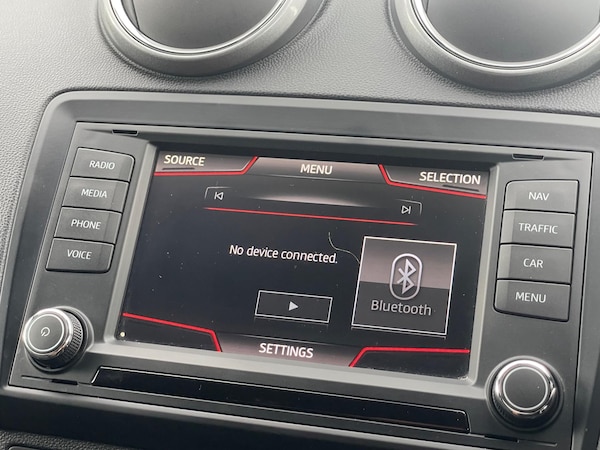 RADIO
MEDIA
PHONE
VOICE
SOURCE
MENU
SELECTION
No device connected.
Bluetooth
SETTINGS
NAV
TRAFFIC
CAR
MENU